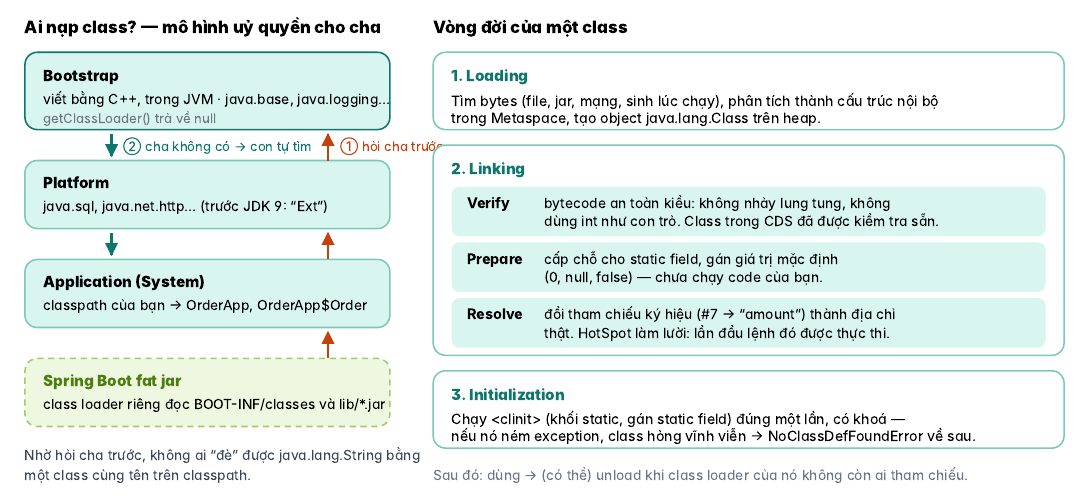 Ai nạp class? — mô hình uỷ quyền cho cha
Bootstrap
viết bằng C++, trong JVM · java.base, java.logging...
getClassLoader() trả về null
② cha không có → con tự tìm
① hỏi cha trước
Platform
java.sql, java.net.http... (trước JDK 9: “Ext”)
Application (System)
classpath của bạn → OrderApp, OrderApp$Order
Spring Boot fat jar
class loader riêng đọc BOOT-INF/classes và lib/*.jar
Nhờ hỏi cha trước, không ai “đè” được java.lang.String bằng
một class cùng tên trên classpath.
Vòng đời của một class
1. Loading
Tìm bytes (file, jar, mạng, sinh lúc chạy), phân tích thành cấu trúc nội bộ
trong Metaspace, tạo object java.lang.Class trên heap.
2. Linking
Verify
bytecode an toàn kiểu: không nhảy lung tung, không
dùng int như con trỏ. Class trong CDS đã được kiểm tra sẵn.
Prepare
cấp chỗ cho static field, gán giá trị mặc định
(0, null, false) — chưa chạy code của bạn.
Resolve
đổi tham chiếu ký hiệu (#7 → “amount”) thành địa chỉ
thật. HotSpot làm lười: lần đầu lệnh đó được thực thi.
3. Initialization
Chạy <clinit> (khối static, gán static field) đúng một lần, có khoá —
nếu nó ném exception, class hỏng vĩnh viễn → NoClassDefFoundError về sau.
Sau đó: dùng → (có thể) unload khi class loader của nó không còn ai tham chiếu.